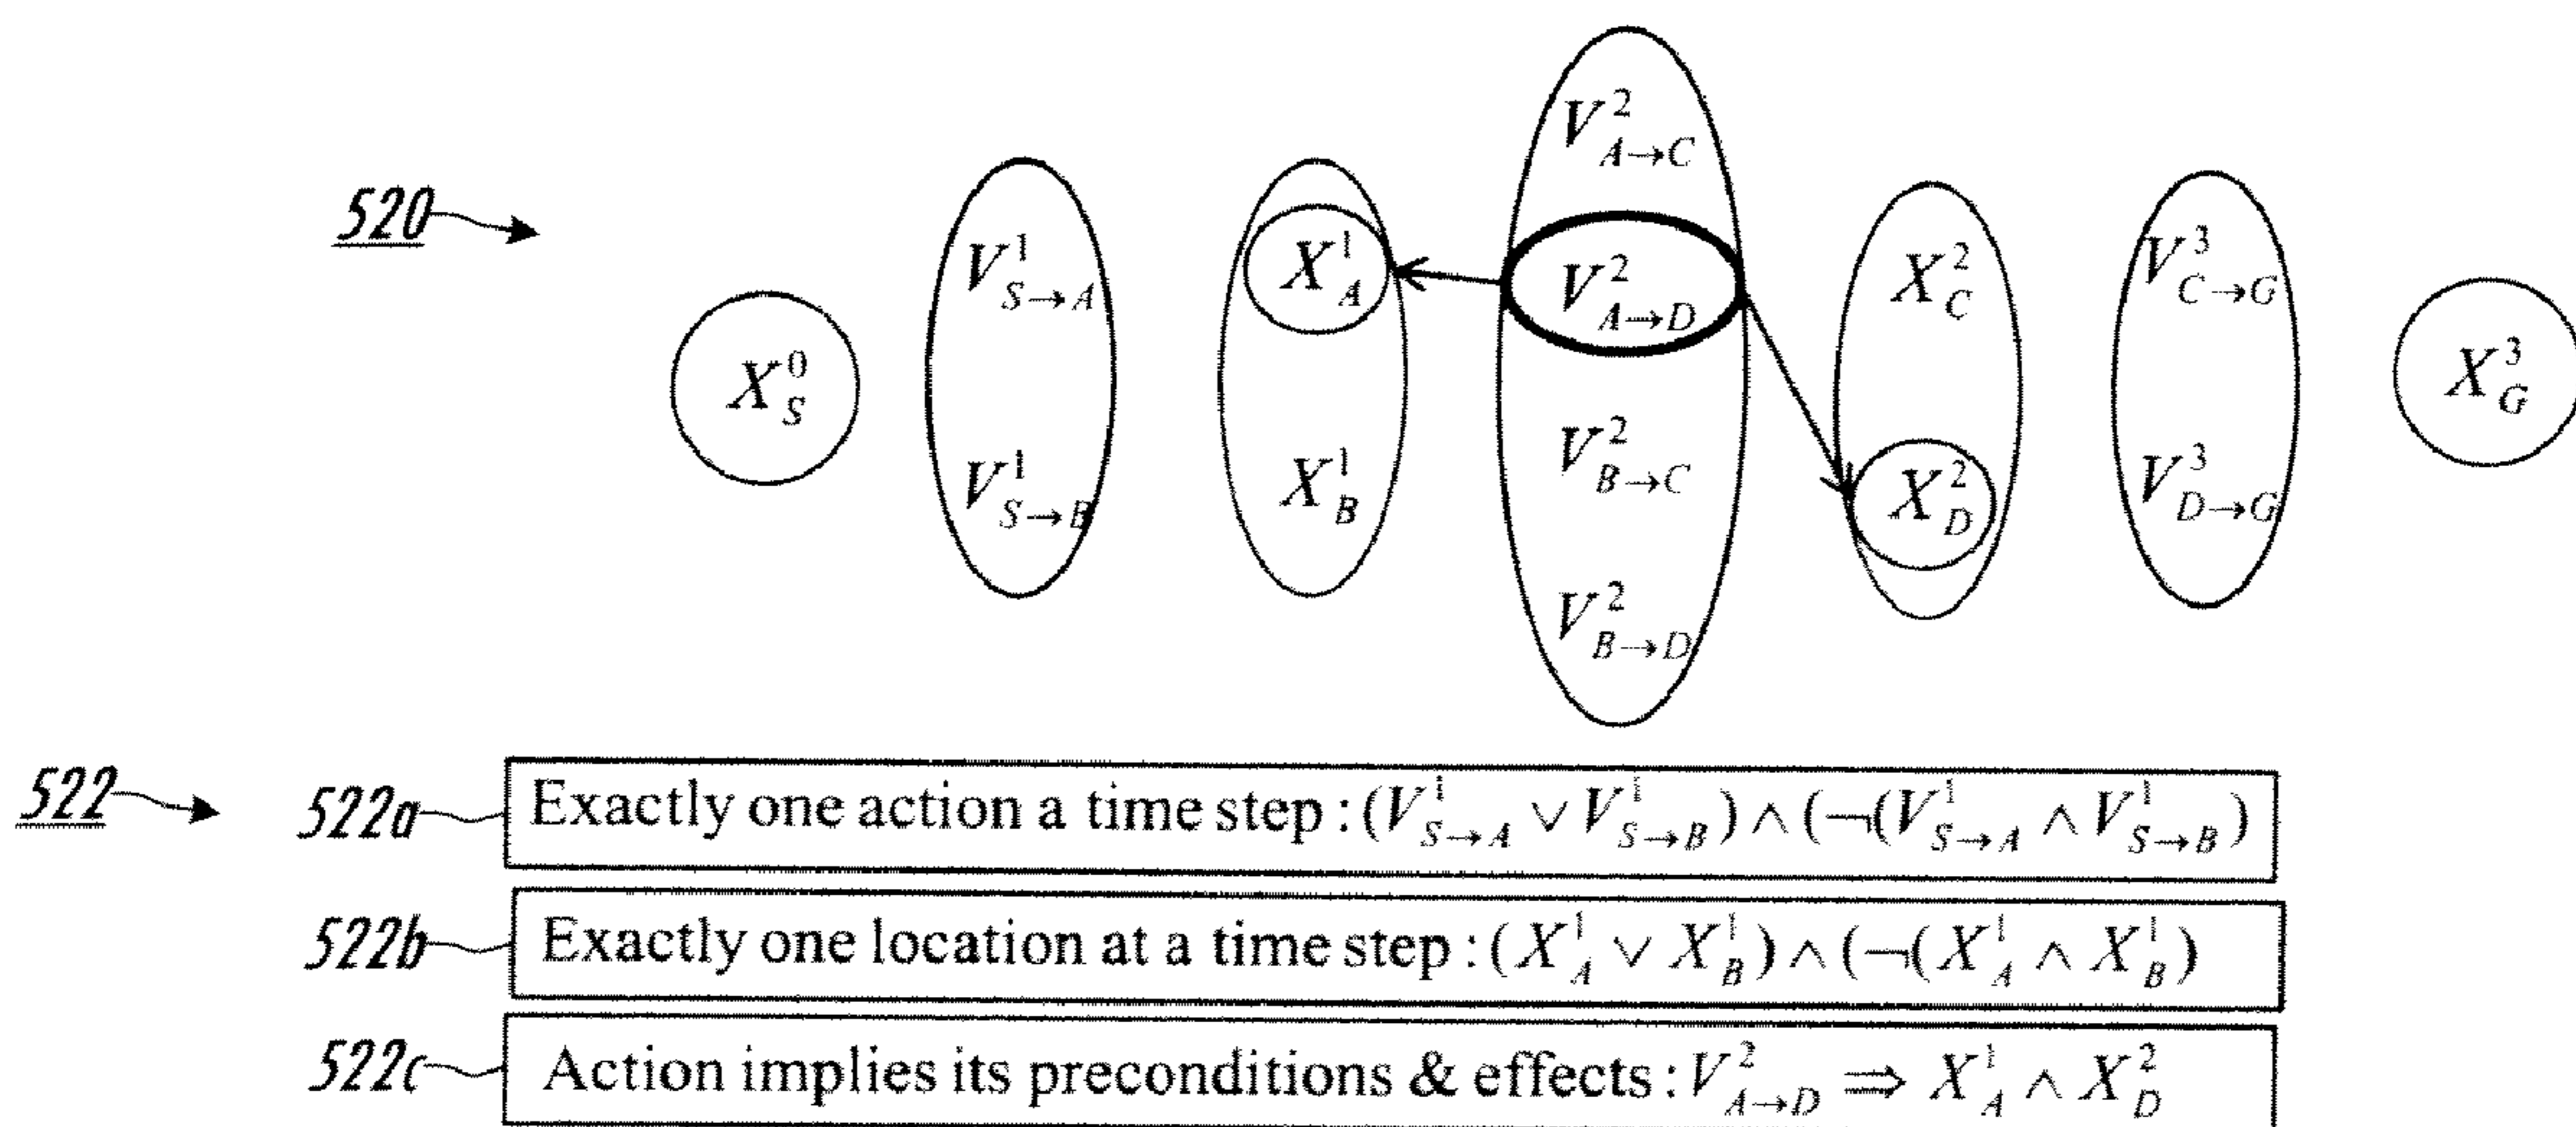 520
X_S^0
V_{S→A}^1
V_{S→B}^1
X_A^1
X_B^1
V_{A→C}^2
V_{A→D}^2
V_{B→C}^2
V_{B→D}^2
X_C^2
X_D^2
V_{C→G}^3
V_{D→G}^3
X_G^3
522
522a Exactly one action a time step : (V_{S→A}^1 ∨ V_{S→B}^1) ∧ (¬(V_{S→A}^1 ∧ V_{S→B}^1)
522b Exactly one location at a time step : (X_A^1 ∨ X_B^1) ∧ (¬(X_A^1 ∧ X_B^1)
522c Action implies its preconditions & effects : V_{A→D}^2 ⇒ X_A^1 ∧ X_D^2